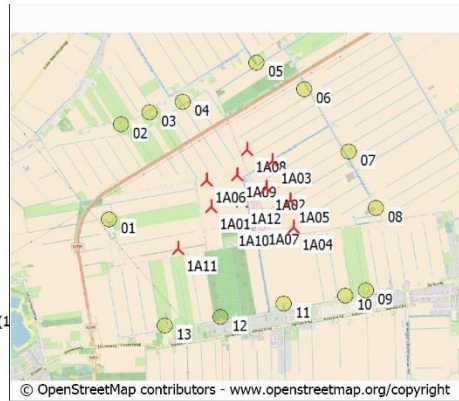 05
06
04
03
02
07
1A08
1A03
1A09
1A06
1A02
08
1A12
1A05
1A01
01
1A10
1A07
1A04
1A11
09
10
11
12
13
© OpenStreetMap contributors - www.openstreetmap.org/copyright